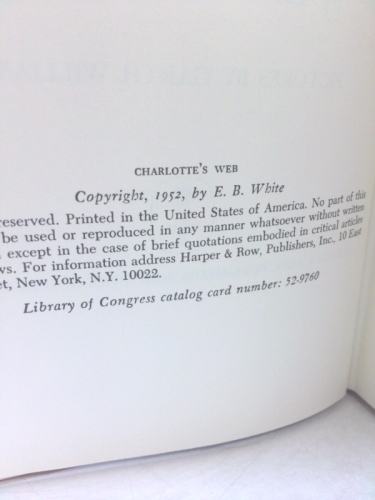 CHARLOTTE'S WEB
Copyright, 1952, by E. B. White
reserved. Printed in the United States of America. No part of this
be used or reproduced in any manner whatsoever without written
except in the case of brief quotations embodied in critical articles
ws. For information address Harper & Row, Publishers, Inc., 10 East
et, New York, N.Y. 10022.
Library of Congress catalog card number: 52-9760